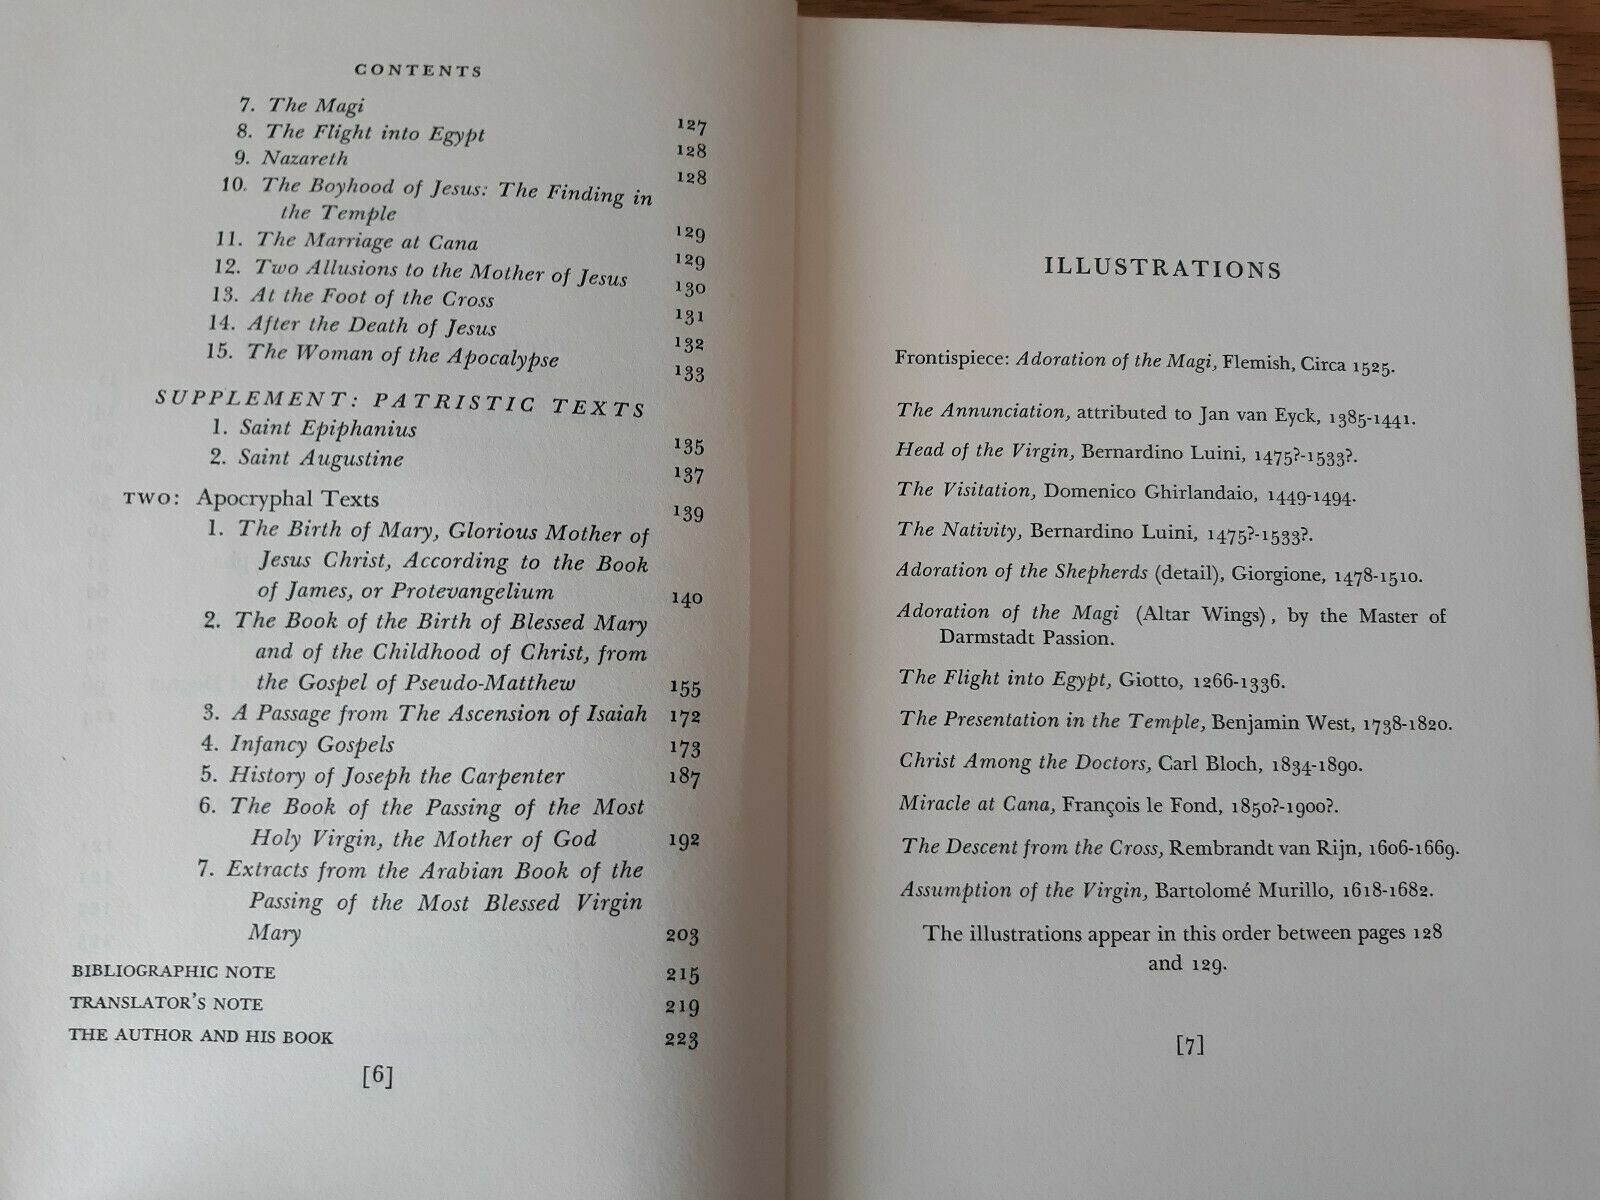 CONTENTS
7. The Magi 127
8. The Flight into Egypt 128
9. Nazareth 128
10. The Boyhood of Jesus: The Finding in
the Temple 129
11. The Marriage at Cana 129
12. Two Allusions to the Mother of Jesus 130
13. At the Foot of the Cross 131
14. After the Death of Jesus 132
15. The Woman of the Apocalypse 133
SUPPLEMENT: PATRISTIC TEXTS
1. Saint Epiphanius 135
2. Saint Augustine 137
TWO: Apocryphal Texts 139
1. The Birth of Mary, Glorious Mother of
Jesus Christ, According to the Book
of James, or Protevangelium 140
2. The Book of the Birth of Blessed Mary
and of the Childhood of Christ, from
the Gospel of Pseudo-Matthew 155
3. A Passage from The Ascension of Isaiah 172
4. Infancy Gospels 173
5. History of Joseph the Carpenter 187
6. The Book of the Passing of the Most
Holy Virgin, the Mother of God 192
7. Extracts from the Arabian Book of the
Passing of the Most Blessed Virgin
Mary 203
BIBLIOGRAPHIC NOTE 215
TRANSLATOR'S NOTE 219
THE AUTHOR AND HIS BOOK 223
[6]
ILLUSTRATIONS
Frontispiece: Adoration of the Magi, Flemish, Circa 1525.
The Annunciation, attributed to Jan van Eyck, 1385-1441.
Head of the Virgin, Bernardino Luini, 1475?-1533?.
The Visitation, Domenico Ghirlandaio, 1449-1494.
The Nativity, Bernardino Luini, 1475?-1533?.
Adoration of the Shepherds (detail), Giorgione, 1478-1510.
Adoration of the Magi (Altar Wings), by the Master of
Darmstadt Passion.
The Flight into Egypt, Giotto, 1266-1336.
The Presentation in the Temple, Benjamin West, 1738-1820.
Christ Among the Doctors, Carl Bloch, 1834-1890.
Miracle at Cana, François le Fond, 1850?-1900?.
The Descent from the Cross, Rembrandt van Rijn, 1606-1669.
Assumption of the Virgin, Bartolomé Murillo, 1618-1682.
The illustrations appear in this order between pages 128
and 129.
[7]